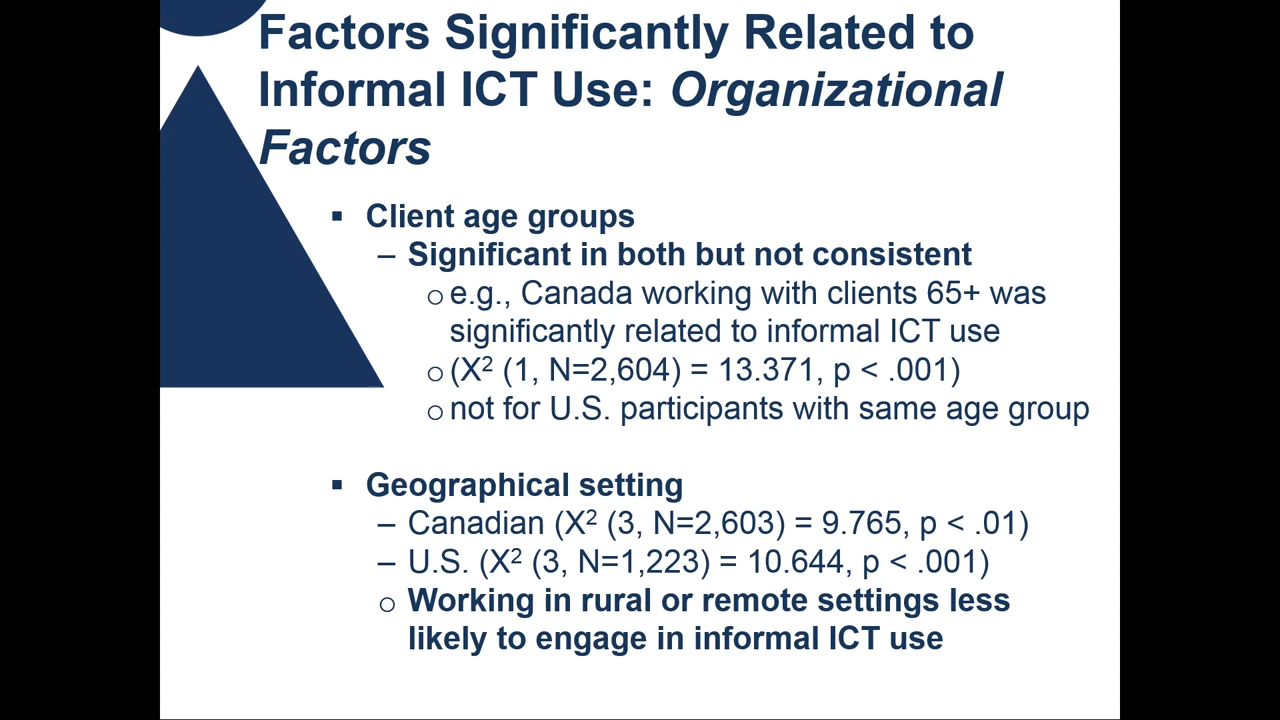 Factors Significantly Related to
Informal ICT Use: Organizational
Factors
▪ Client age groups
– Significant in both but not consistent
o e.g., Canada working with clients 65+ was
significantly related to informal ICT use
o (X² (1, N=2,604) = 13.371, p < .001)
o not for U.S. participants with same age group
▪ Geographical setting
– Canadian (X² (3, N=2,603) = 9.765, p < .01)
– U.S. (X² (3, N=1,223) = 10.644, p < .001)
o Working in rural or remote settings less
likely to engage in informal ICT use